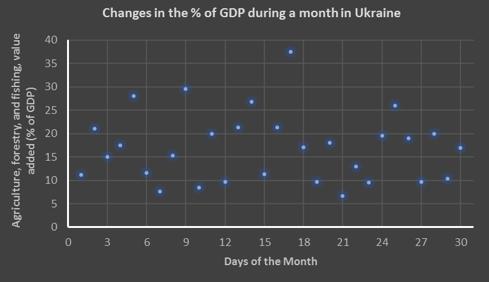 Changes in the % of GDP during a month in Ukraine
Agriculture, forestry, and fishing, value
added (% of GDP)
40
35
30
25
20
15
10
5
0
0 3 6 9 12 15 18 21 24 27 30
Days of the Month